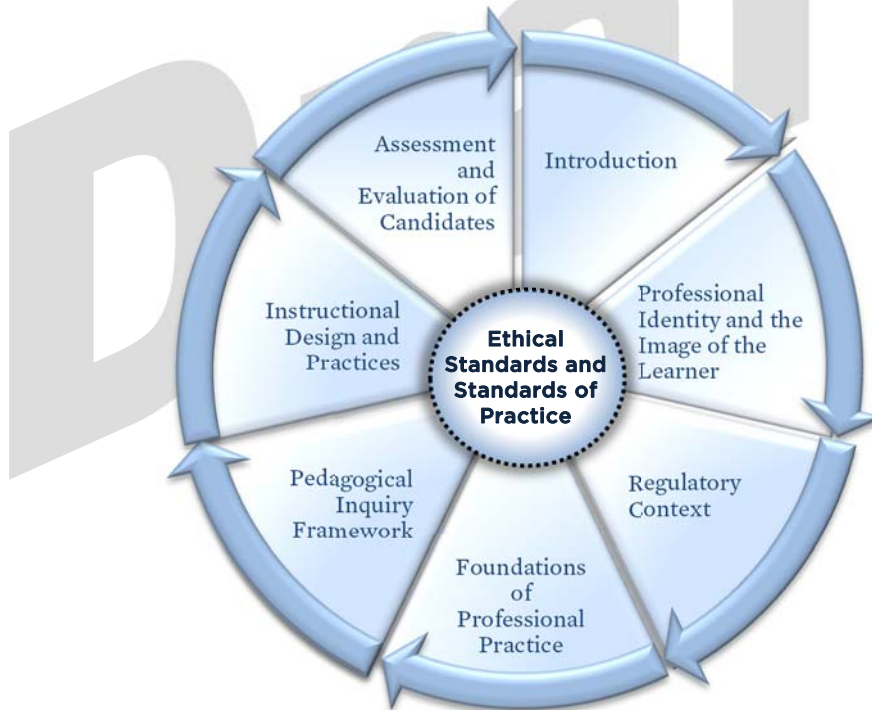 Introduction
Professional
Identity and the
Image of the
Learner
Regulatory
Context
Foundations
of
Professional
Practice
Pedagogical
Inquiry
Framework
Instructional
Design and
Practices
Assessment
and
Evaluation of
Candidates
Ethical
Standards and
Standards of
Practice